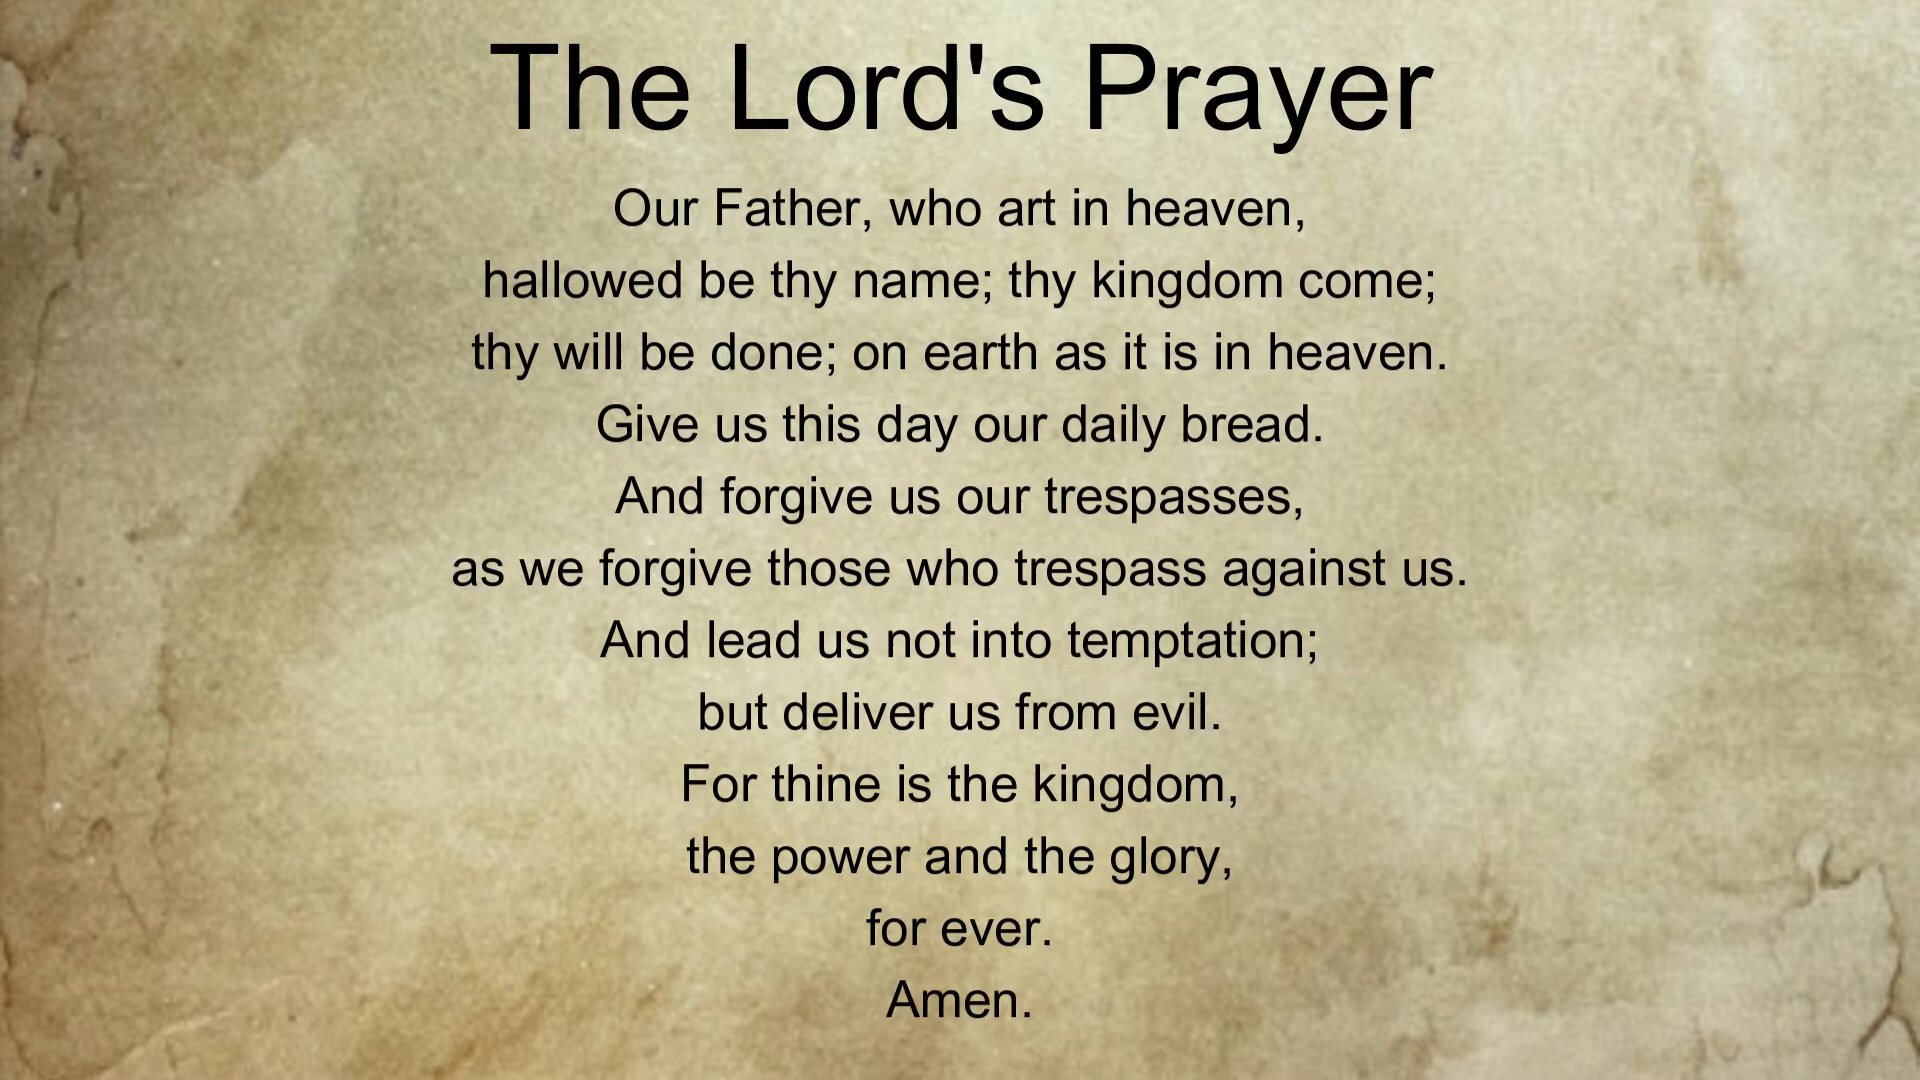 The Lord's Prayer
Our Father, who art in heaven,
hallowed be thy name; thy kingdom come;
thy will be done; on earth as it is in heaven.
Give us this day our daily bread.
And forgive us our trespasses,
as we forgive those who trespass against us.
And lead us not into temptation;
but deliver us from evil.
For thine is the kingdom,
the power and the glory,
for ever.
Amen.